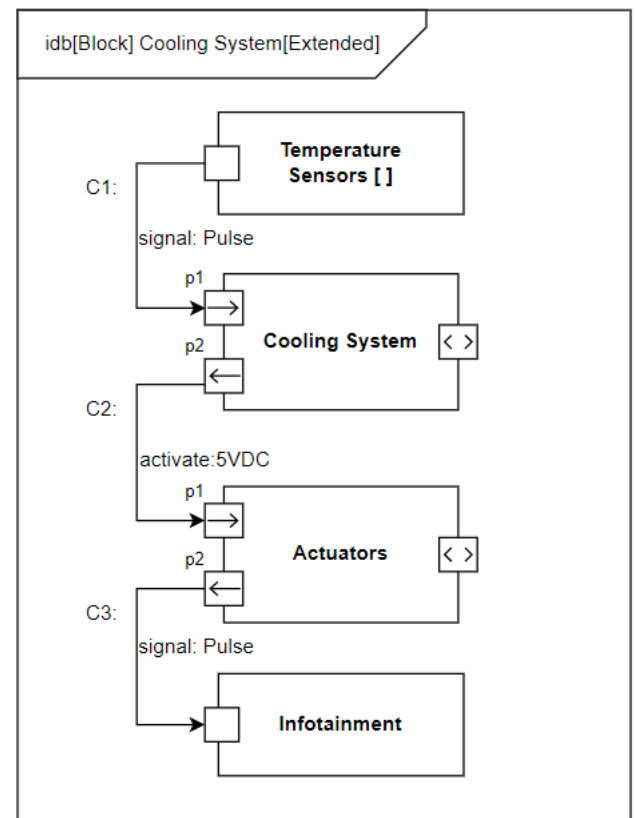 idb[Block] Cooling System[Extended]
Temperature
Sensors [ ]
C1:
signal: Pulse
p1
Cooling System
< >
p2
C2:
activate:5VDC
p1
Actuators
< >
p2
C3:
signal: Pulse
Infotainment